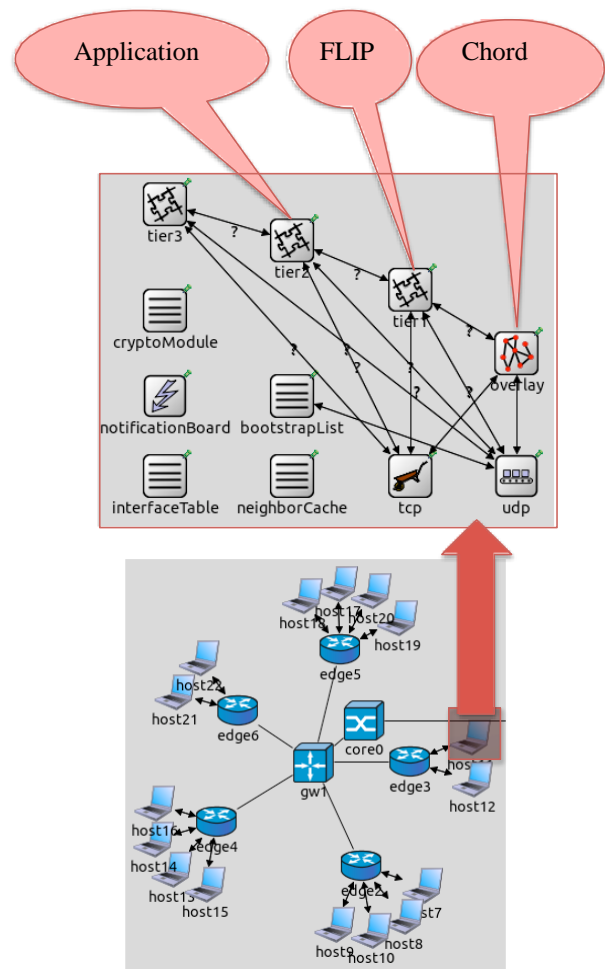 Application
FLIP
Chord
tier3
?
tier2
?
tier1
?
overlay
cryptoModule
?
?
?
?
?
notificationBoard
bootstrapList
interfaceTable
neighborCache
tcp
udp
host17
host18
host20
host19
edge5
host22
host21
edge6
core0
gw1
edge3
host12
host16
edge4
host14
host13
host15
edge2
host8
host9
host10